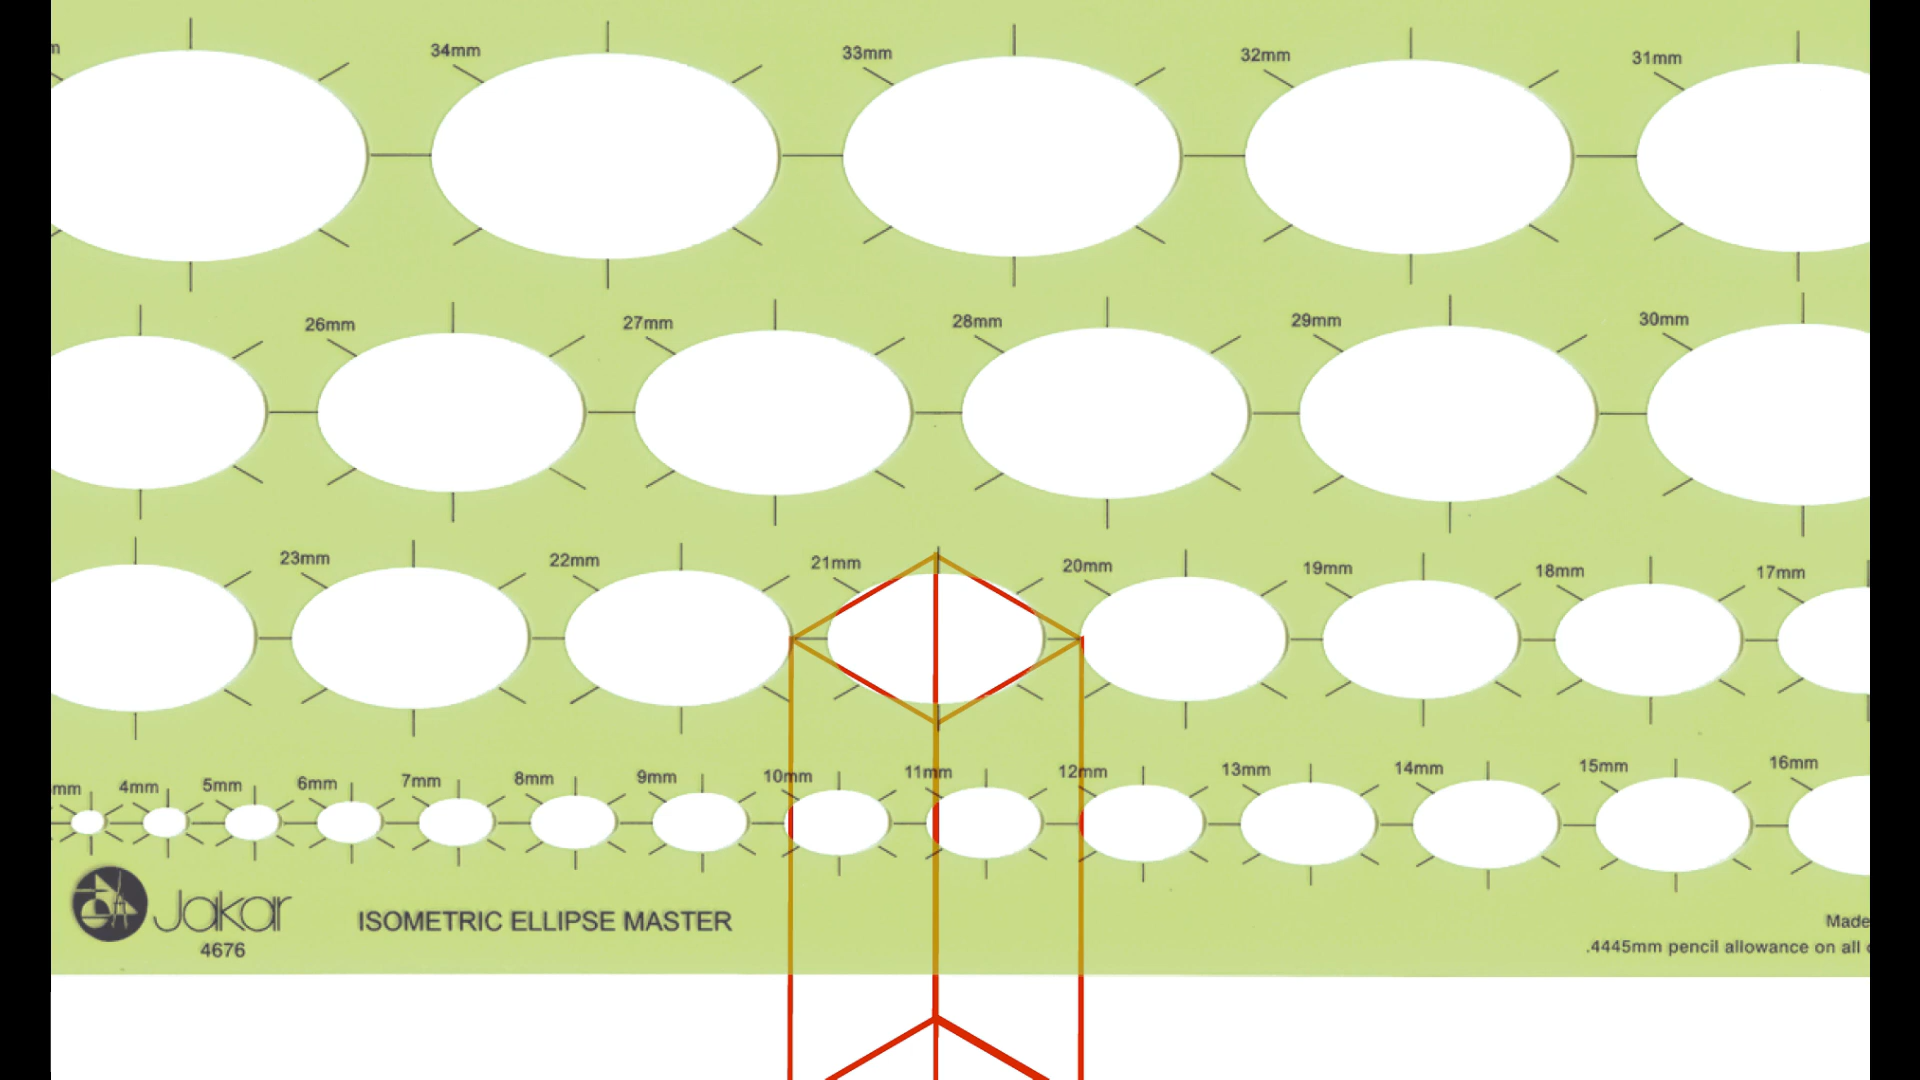 34mm 33mm 32mm 31mm
26mm 27mm 28mm 29mm 30mm
23mm 22mm 21mm 20mm 19mm 18mm 17mm
mm 4mm 5mm 6mm 7mm 8mm 9mm 10mm 11mm 12mm 13mm 14mm 15mm 16mm
Jakar
4676
ISOMETRIC ELLIPSE MASTER
Made
.4445mm pencil allowance on all